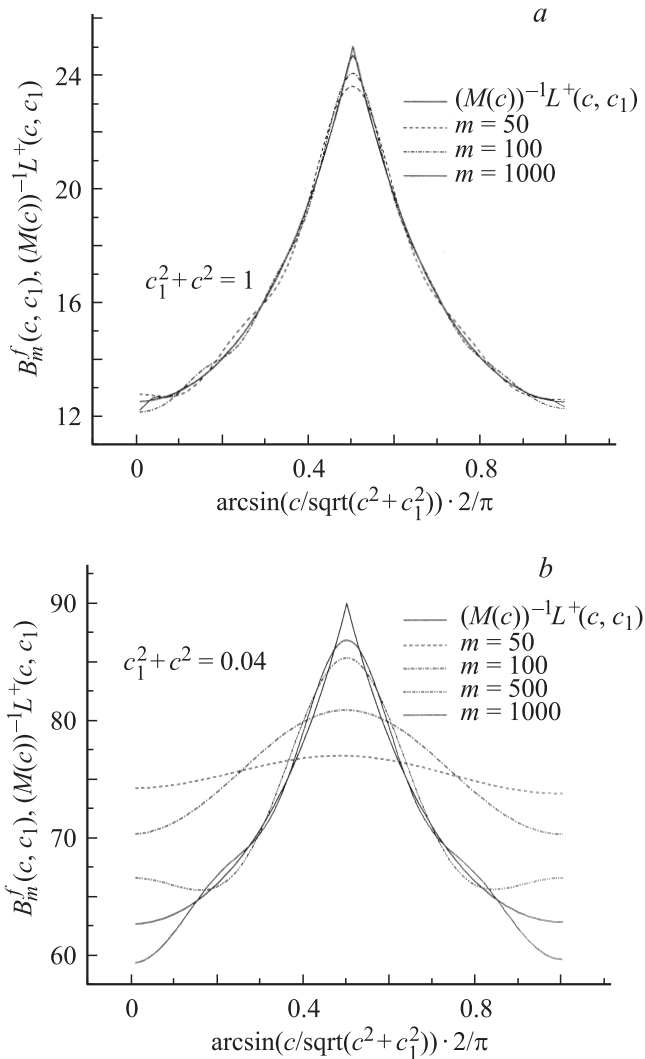 a
B_m^f(c, c₁), (M(c))⁻¹L⁺(c, c₁)
24
20
16
12
(M(c))⁻¹L⁺(c, c₁)
m = 50
m = 100
m = 1000
c₁² + c² = 1
0
0.4
0.8
arcsin(c/sqrt(c² + c₁²)) · 2/π
b
B_m^f(c, c₁), (M(c))⁻¹L⁺(c, c₁)
90
80
70
60
(M(c))⁻¹L⁺(c, c₁)
m = 50
m = 100
m = 500
m = 1000
c₁² + c² = 0.04
0
0.4
0.8
arcsin(c/sqrt(c² + c₁²)) · 2/π